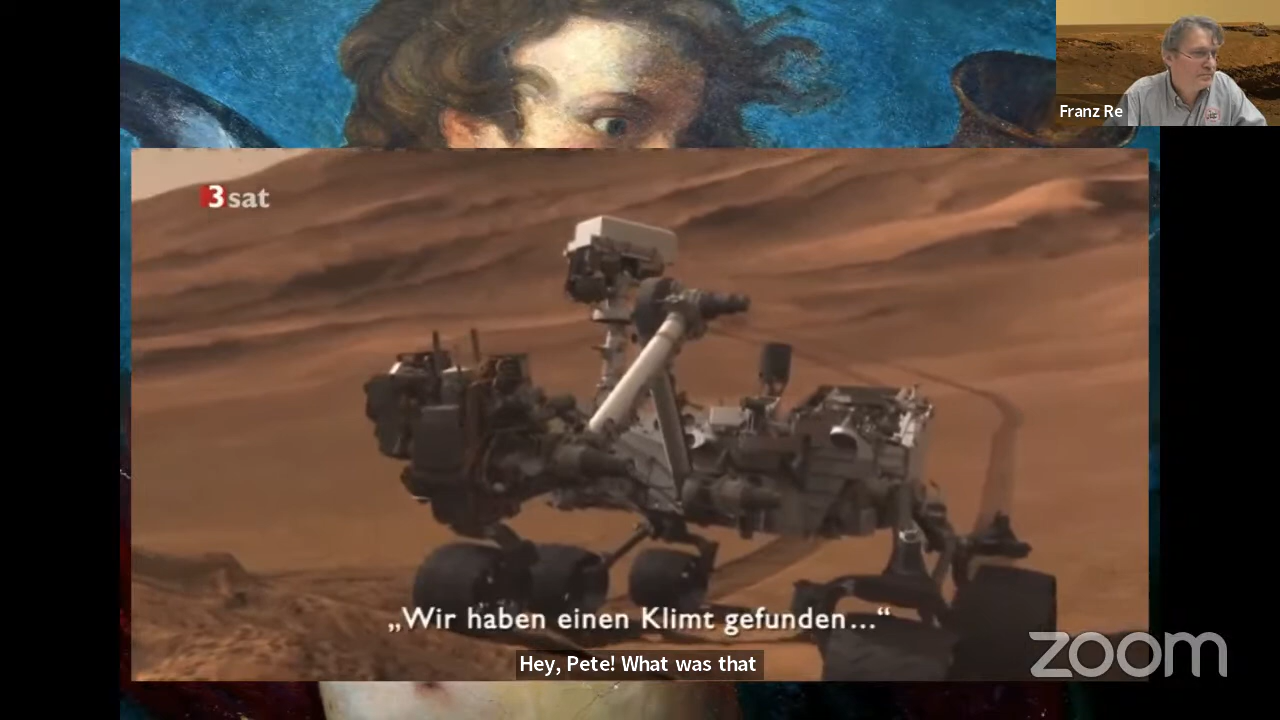 Franz Re
3sat
„Wir haben einen Klimt gefunden...“
Hey, Pete! What was that
zoom